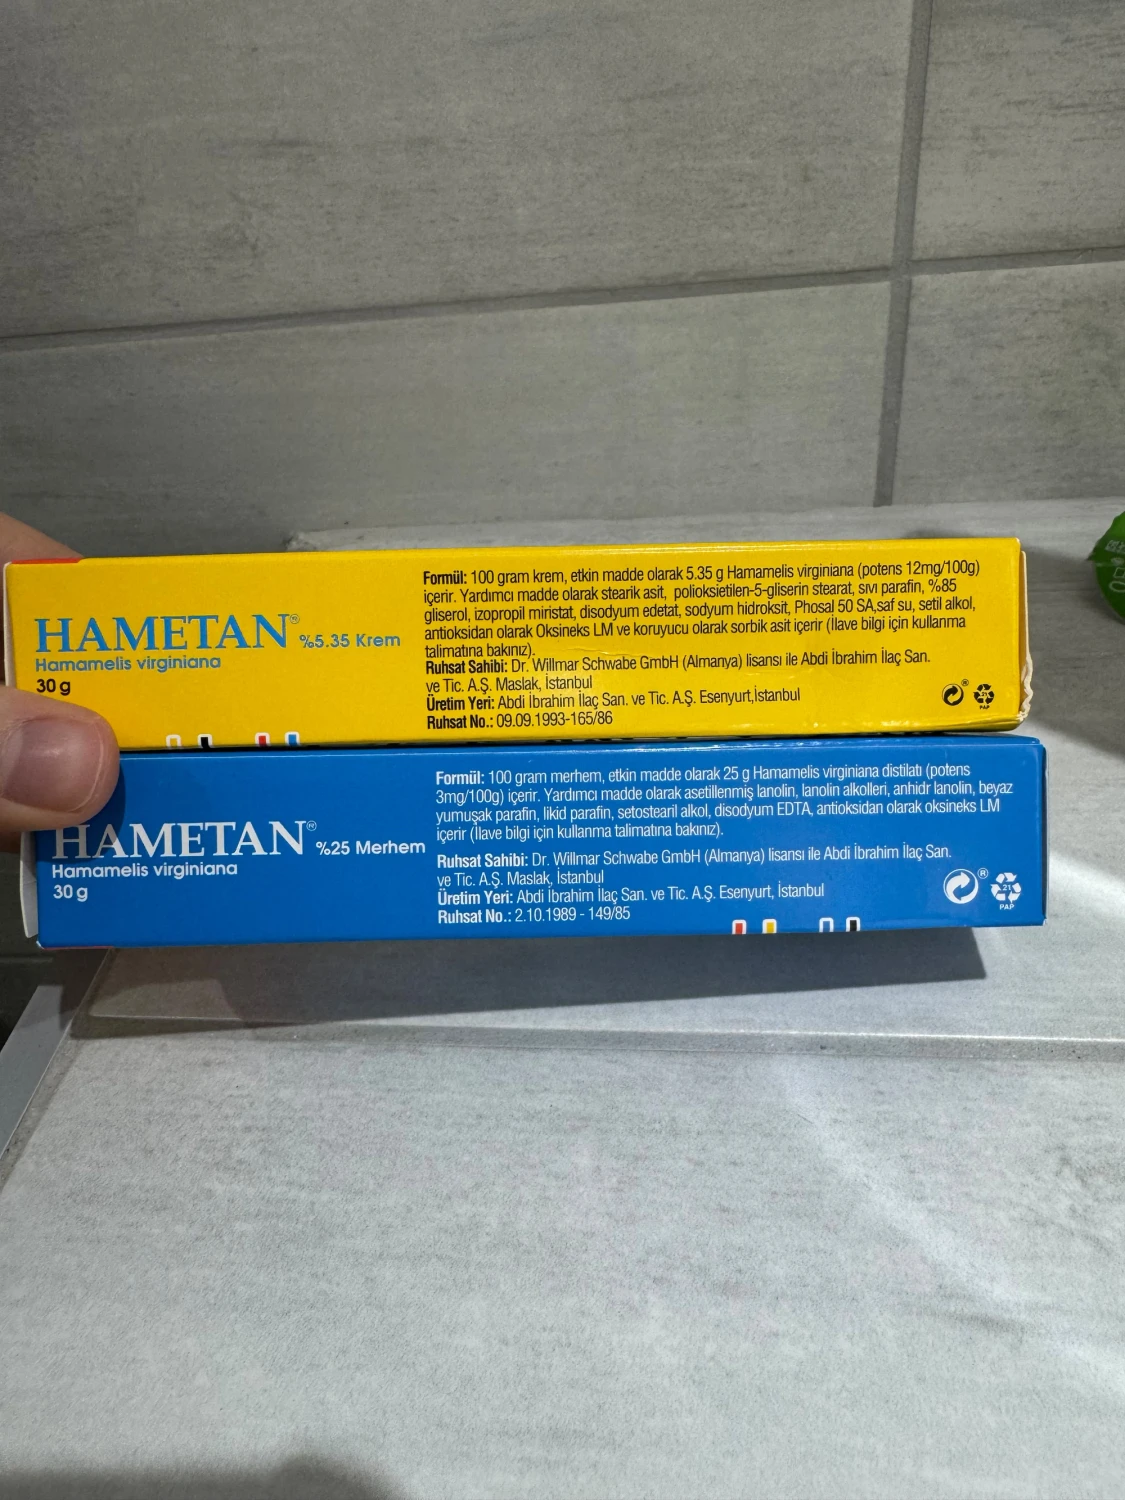 HAMETAN® %5.35 Krem
Hamamelis virginiana
30 g
Formül: 100 gram krem, etkin madde olarak 5.35 g Hamamelis virginiana (potens 12mg/100g)
içerir. Yardımcı madde olarak stearik asit, polioksietilen-5-gliserin stearat, sıvı parafin, %85
gliserol, izopropil miristat, disodyum edetat, sodyum hidroksit, Phosal 50 SA,saf su, setil alkol,
antioksidan olarak Oksineks LM ve koruyucu olarak sorbik asit içerir (İlave bilgi için kullanma
talimatına bakınız).
Ruhsat Sahibi: Dr. Willmar Schwabe GmbH (Almanya) lisansı ile Abdi İbrahim İlaç San.
ve Tic. A.Ş. Maslak, İstanbul
Üretim Yeri: Abdi İbrahim İlaç San. ve Tic. A.Ş. Esenyurt,İstanbul
Ruhsat No.: 09.09.1993-165/86
®
21
PAP
HAMETAN® %25 Merhem
Hamamelis virginiana
30 g
Formül: 100 gram merhem, etkin madde olarak 25 g Hamamelis virginiana distilatı (potens
3mg/100g) içerir. Yardımcı madde olarak asetillenmiş lanolin, lanolin alkolleri, anhidr lanolin, beyaz
yumuşak parafin, likid parafin, setostearil alkol, disodyum EDTA, antioksidan olarak oksineks LM
içerir (İlave bilgi için kullanma talimatına bakınız).
Ruhsat Sahibi: Dr. Willmar Schwabe GmbH (Almanya) lisansı ile Abdi İbrahim İlaç San.
ve Tic. A.Ş. Maslak, İstanbul
Üretim Yeri: Abdi İbrahim İlaç San. ve Tic. A.Ş. Esenyurt, İstanbul
Ruhsat No.: 2.10.1989 - 149/85
®
21
PAP